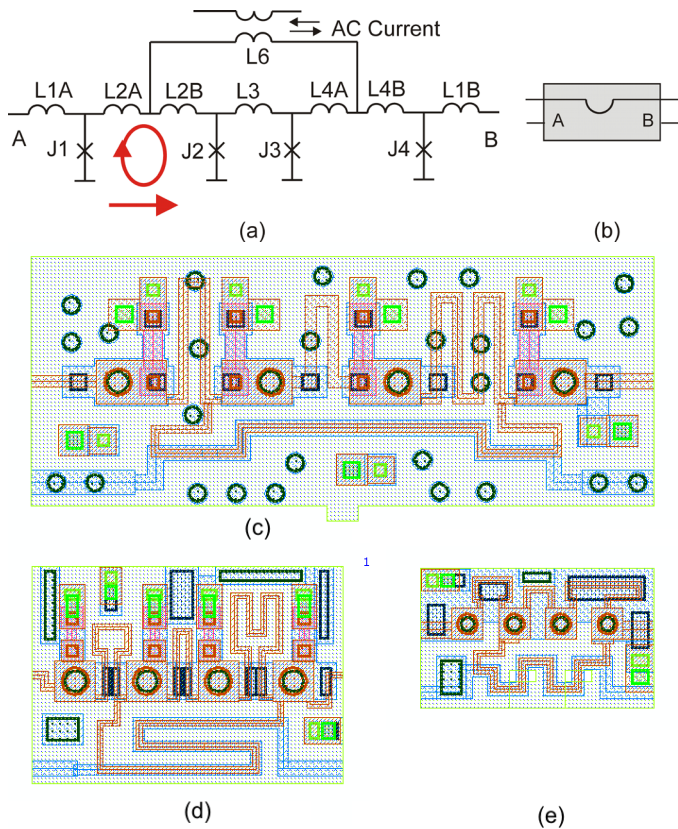 AC Current
L6
L1A L2A L2B L3 L4A L4B L1B
A J1 J2 J3 J4 B
A B
(a) (b)
(c)
1
(d) (e)